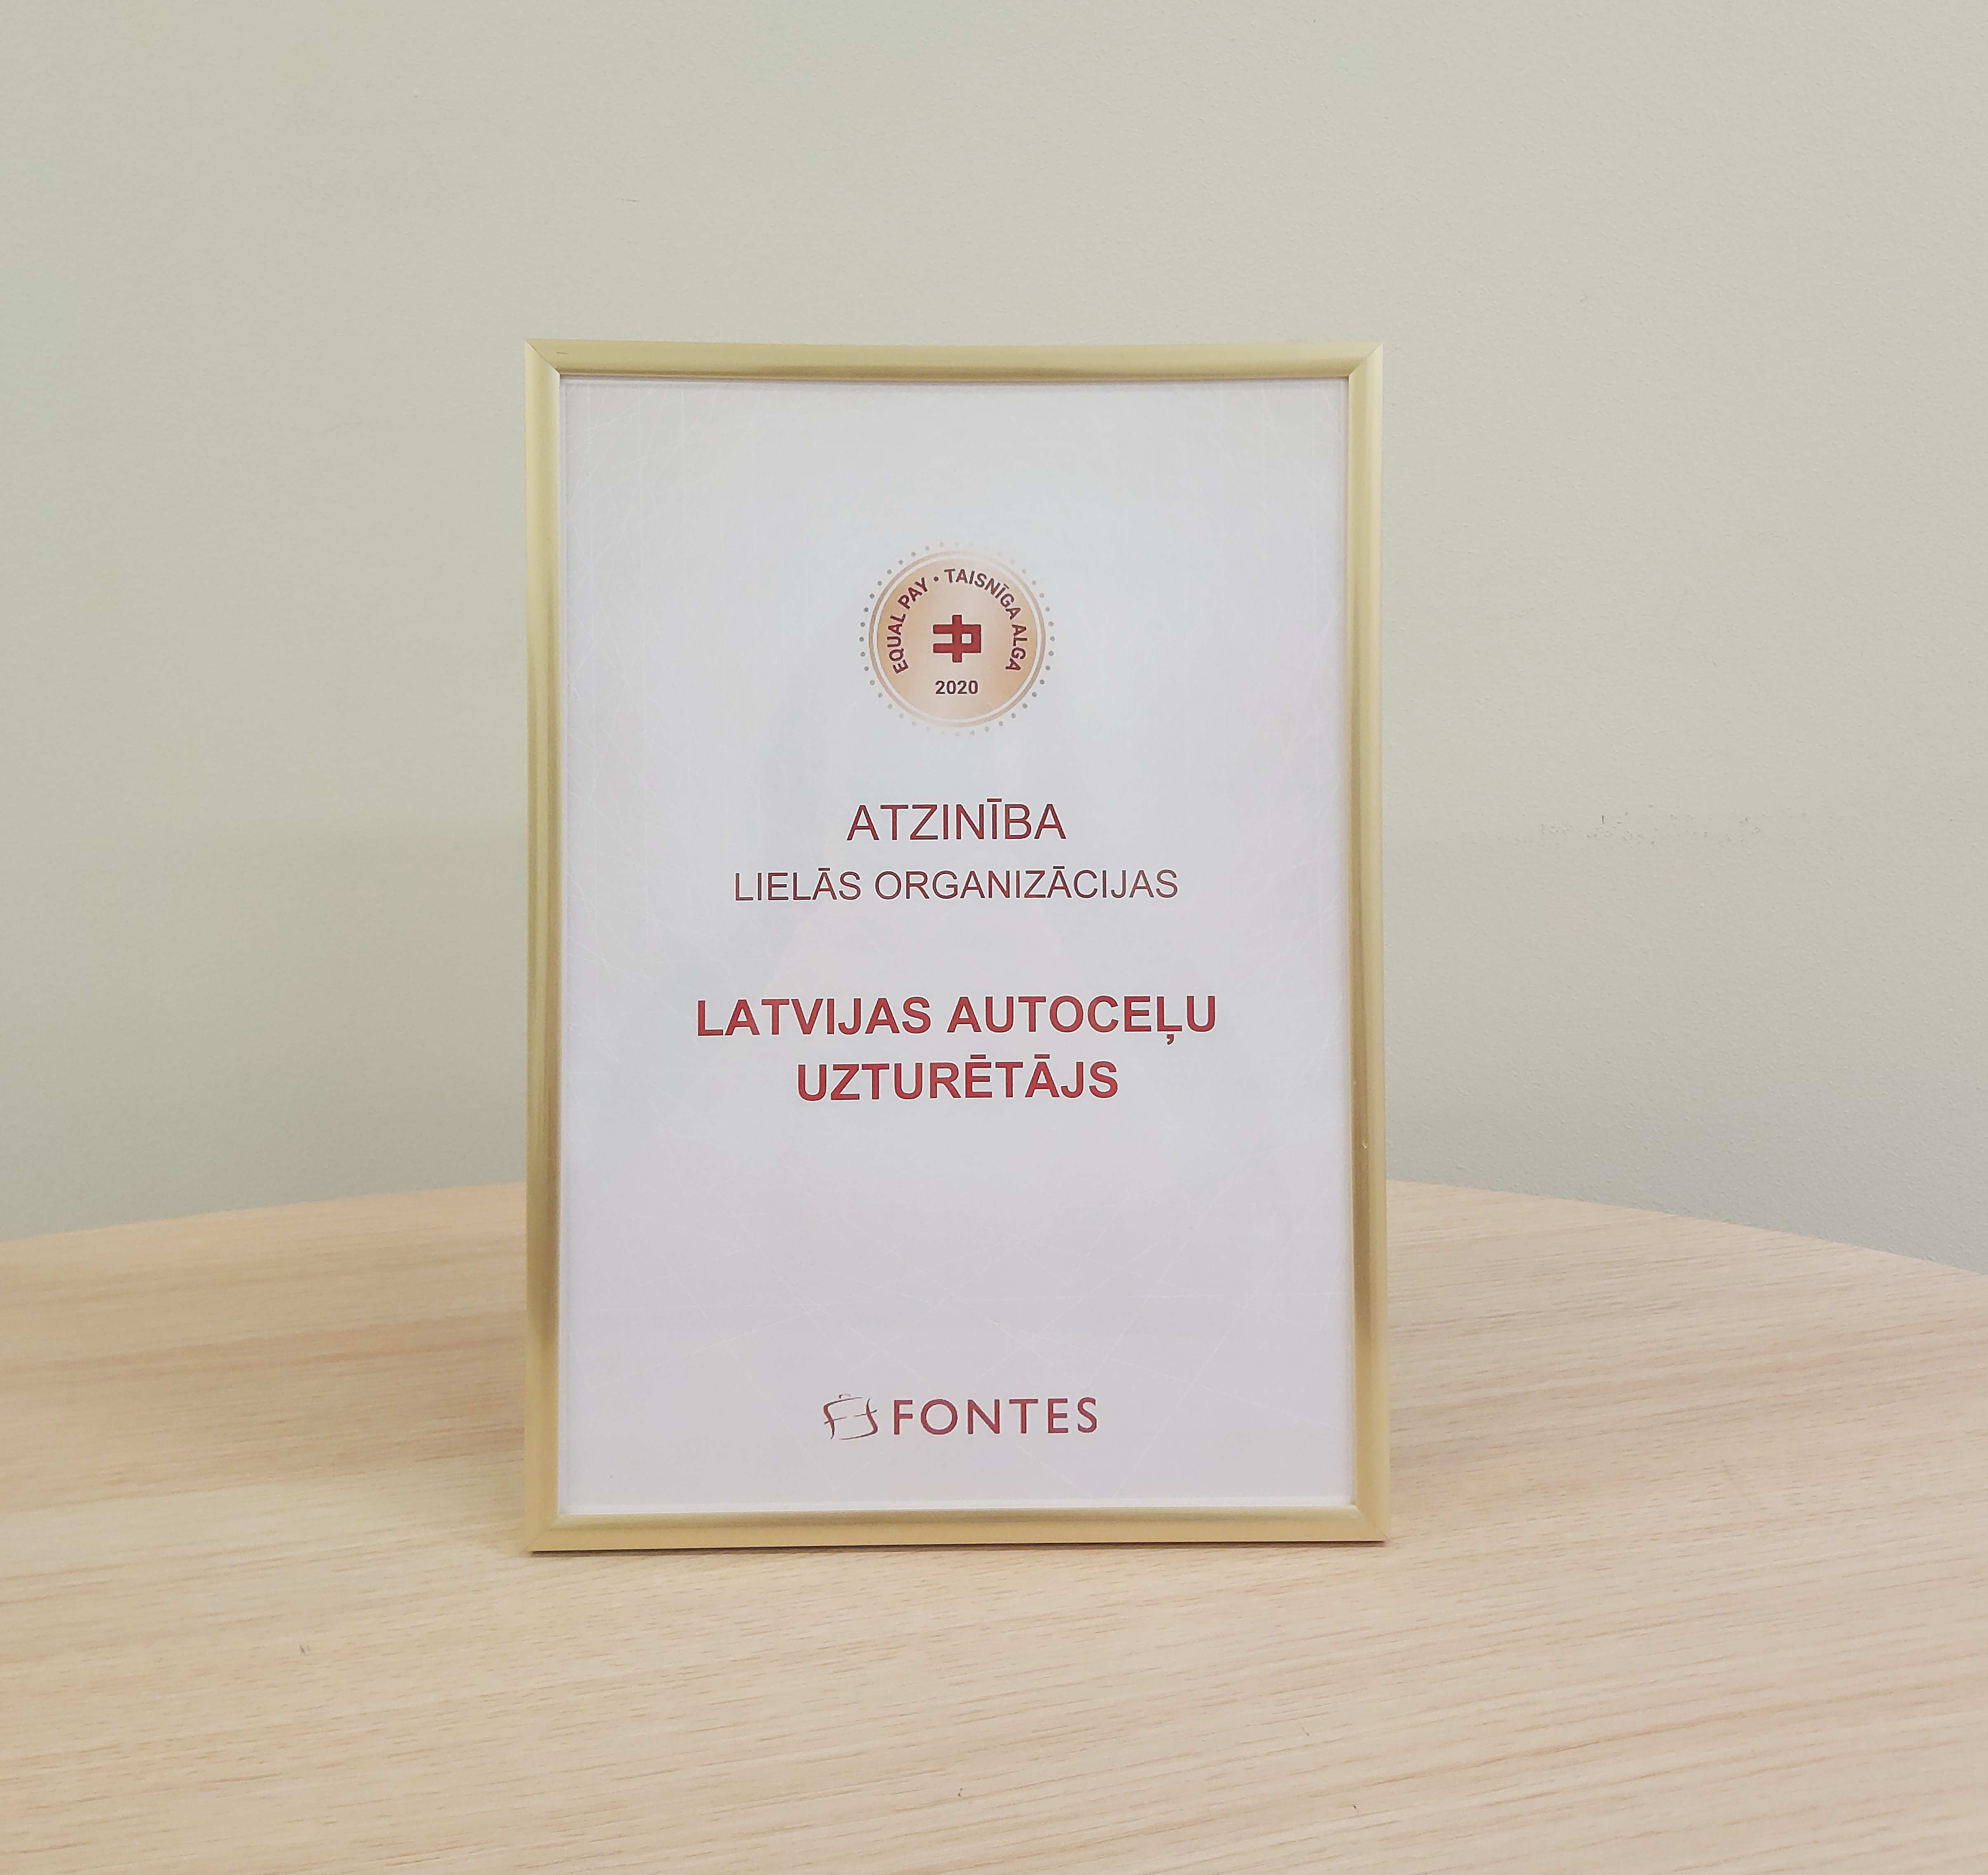 EQUAL PAY • TAISNĪGA ALGA
2020
ATZINĪBA
LIELĀS ORGANIZĀCIJAS
LATVIJAS AUTOCEĻU
UZTURĒTĀJS
FONTES